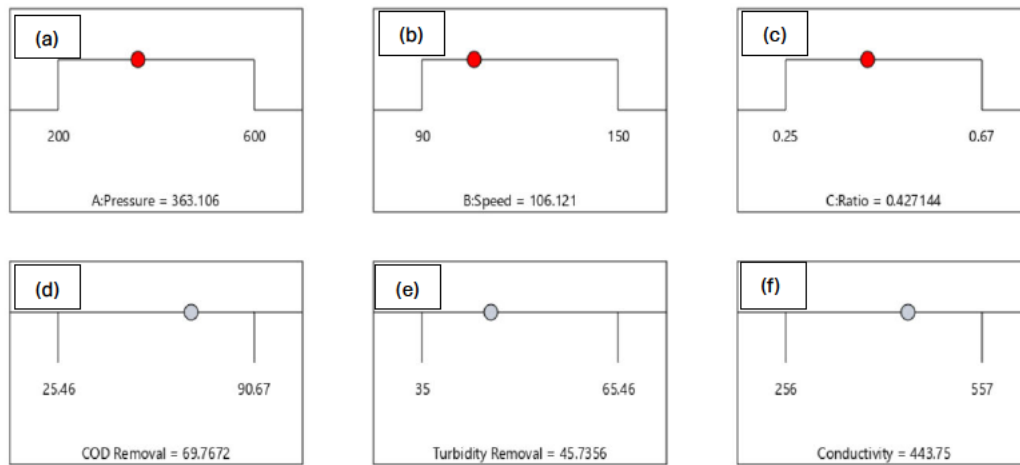 (a)
200 600
A:Pressure = 363.106
(b)
90 150
B:Speed = 106.121
(c)
0.25 0.67
C:Ratio = 0.427144
(d)
25.46 90.67
COD Removal = 69.7672
(e)
35 65.46
Turbidity Removal = 45.7356
(f)
256 557
Conductivity = 443.75